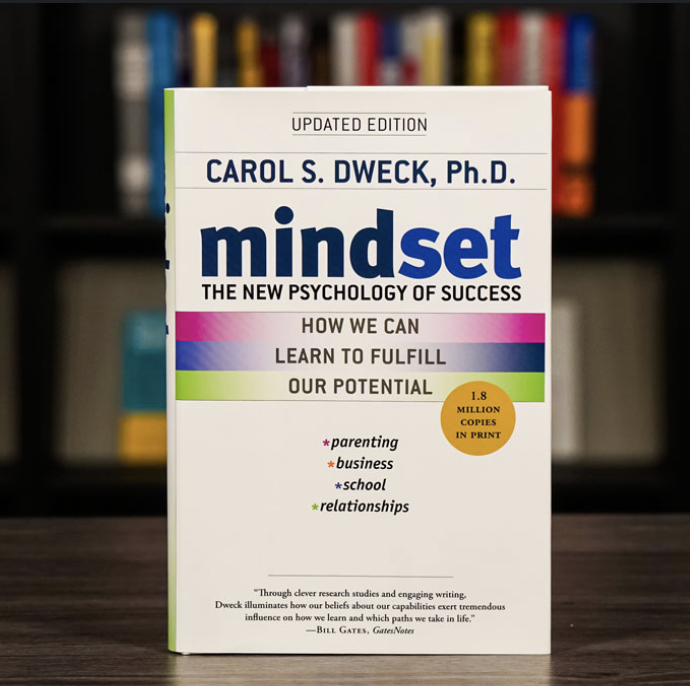 UPDATED EDITION
CAROL S. DWECK, Ph.D.
mindset
THE NEW PSYCHOLOGY OF SUCCESS
HOW WE CAN
LEARN TO FULFILL
OUR POTENTIAL
1.8
MILLION
COPIES
IN PRINT
*parenting
*business
*school
*relationships
“Through clever research studies and engaging writing,
Dweck illuminates how our beliefs about our capabilities exert tremendous
influence on how we learn and which paths we take in life.”
—BILL GATES, GatesNotes